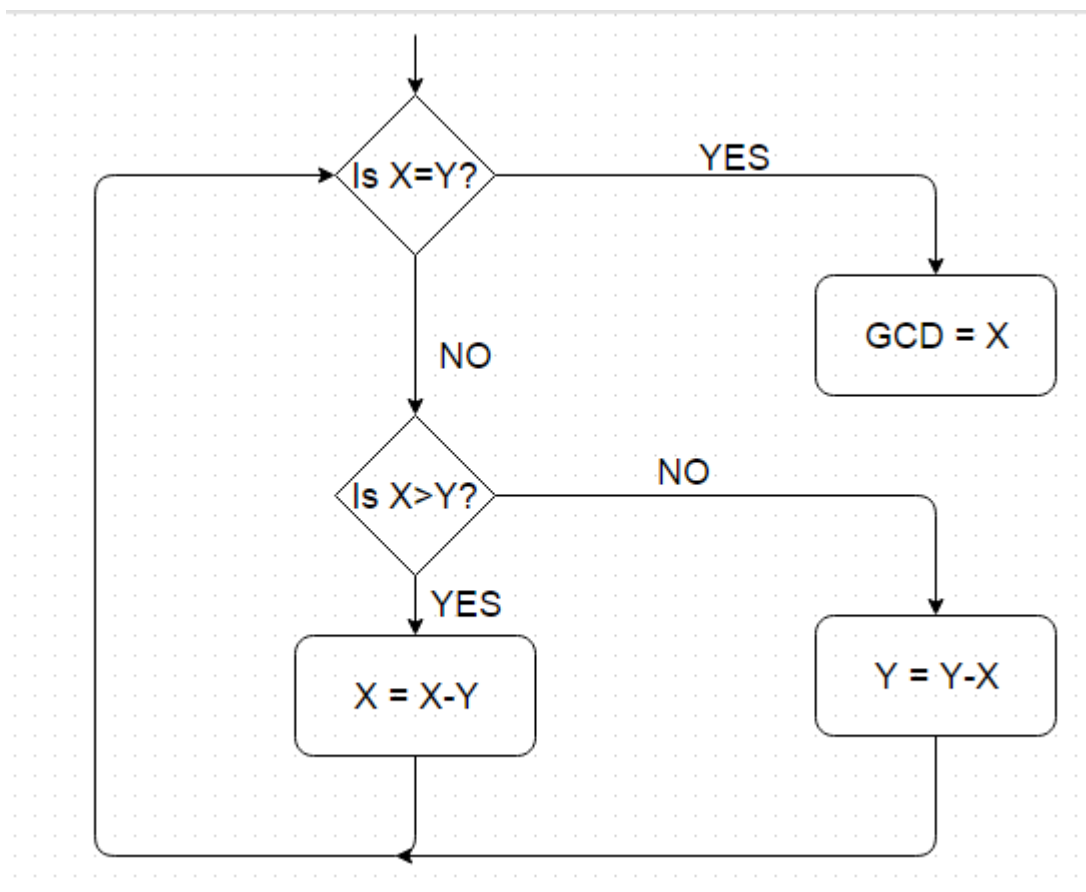 Is X=Y?
YES
GCD = X
NO
Is X>Y?
NO
YES
X = X-Y
Y = Y-X